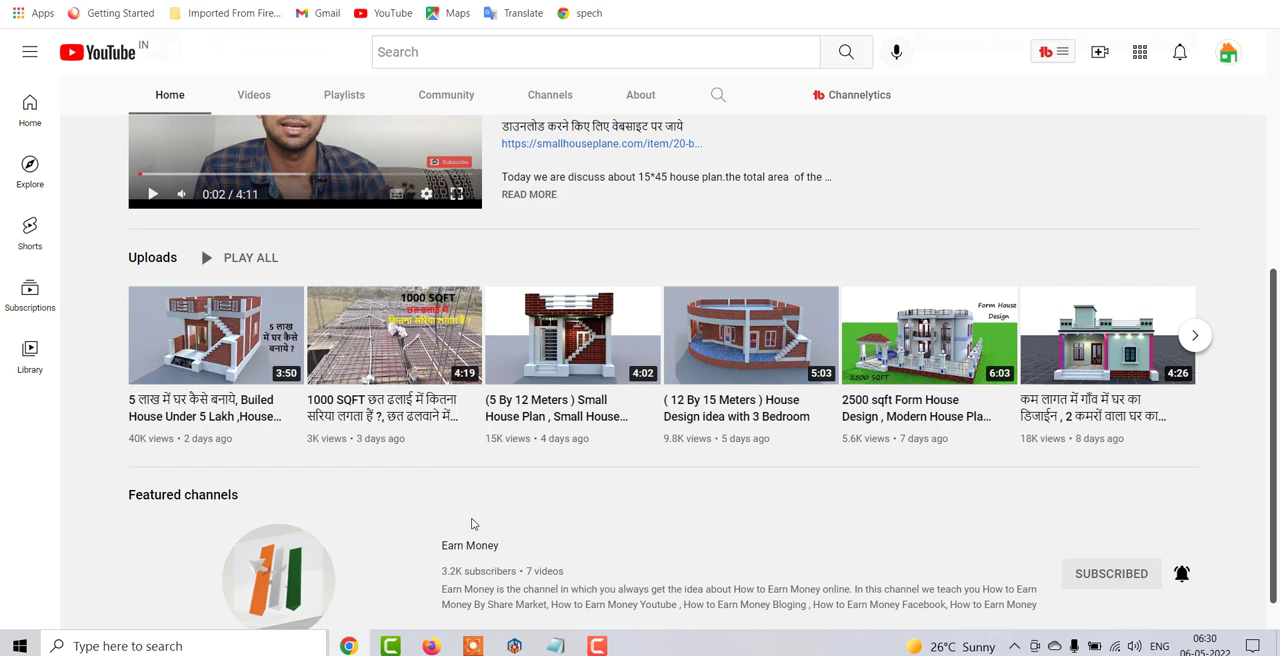 Apps
Getting Started
Imported From Fire...
Gmail
YouTube
Maps
Translate
spech
YouTube
IN
Search
Home
Videos
Playlists
Community
Channels
About
Channelytics
Home
Explore
Shorts
Subscriptions
Library
डाउनलोड करने किए लिए वेबसाइट पर जाये
https://smallhouseplane.com/item/20-b...
Subscribe
0:02 / 4:11
Today we are discuss about 15*45 house plan.the total area of the ...
READ MORE
Uploads
PLAY ALL
5 लाख
में घर कैसे
बनाये ?
3:50
1000 SQFT
छत ढलाई में
कितना सरिया लगता हैं ?
4:19
4:02
5:03
Form House
Design
2500 SQFT
6:03
4:26
5 लाख में घर कैसे बनाये, Builed
House Under 5 Lakh ,House...
40K views • 2 days ago
1000 SQFT छत ढलाई में कितना
सरिया लगता हैं ?, छत ढलवाने में...
3K views • 3 days ago
(5 By 12 Meters ) Small
House Plan , Small House...
15K views • 4 days ago
( 12 By 15 Meters ) House
Design idea with 3 Bedroom
9.8K views • 5 days ago
2500 sqft Form House
Design , Modern House Pla...
5.6K views • 7 days ago
कम लागत में गाँव में घर का
डिजाईन , 2 कमरों वाला घर का...
18K views • 8 days ago
Featured channels
Earn Money
3.2K subscribers • 7 videos
Earn Money is the channel in which you always get the idea about How to Earn Money online. In this channel we teach you How to Earn
Money By Share Market, How to Earn Money Youtube , How to Earn Money Bloging , How to Earn Money Facebook, How to Earn Money
SUBSCRIBED
Type here to search
26°C Sunny
ENG
06:30
06-05-2022